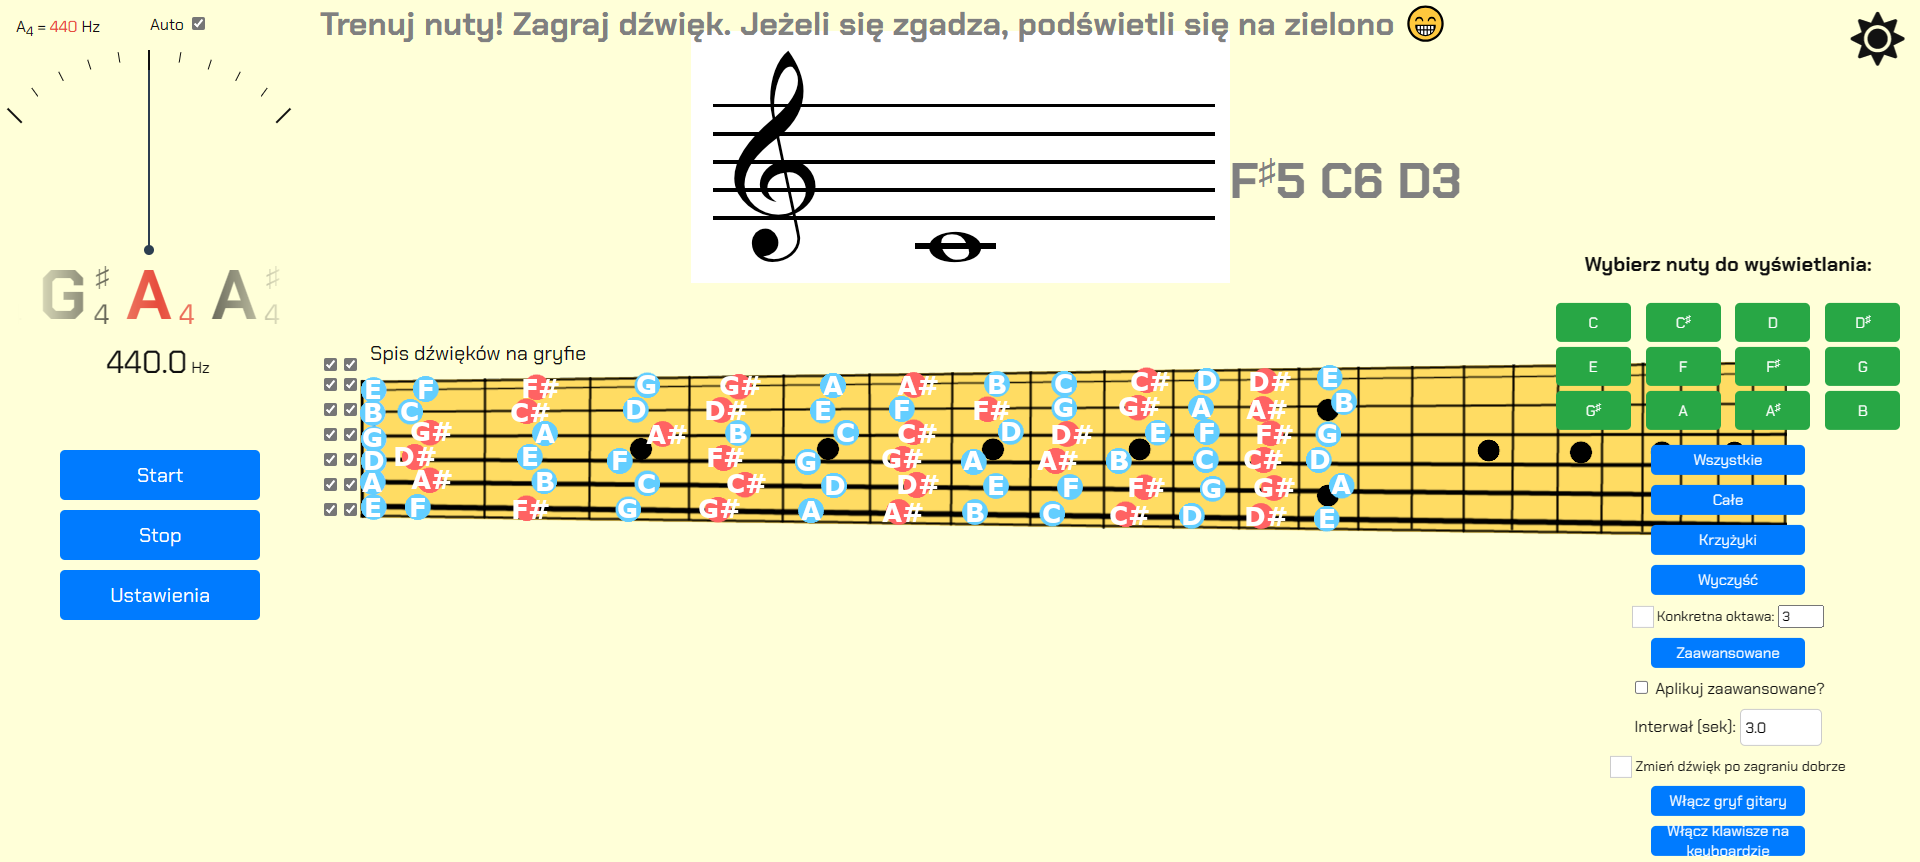 A4 = 440 Hz
Auto
Trenuj nuty! Zagraj dźwięk. Jeżeli się zgadza, podświetli się na zielono 😁
F♯5 C6 D3
G♯4 A4 A♯4
440.0 Hz
Start
Stop
Ustawienia
Spis dźwięków na gryfie
E F F# G G# A A# B C C# D D# E
B C C# D D# E F F# G G# A A# B
G G# A A# B C C# D D# E F F# G
D D# E F F# G G# A A# B C C# D
A A# B C C# D D# E F F# G G# A
E F F# G G# A A# B C C# D D# E
Wybierz nuty do wyświetlania:
C C♯ D D♯
E F F♯ G
G♯ A A♯ B
Wszystkie
Całe
Krzyżyki
Wyczyść
Konkretna oktawa: 3
Zaawansowane
Aplikuj zaawansowane?
Interwał (sek): 3.0
Zmień dźwięk po zagraniu dobrze
Włącz gryf gitary
Włącz klawisze na
keyboardzie